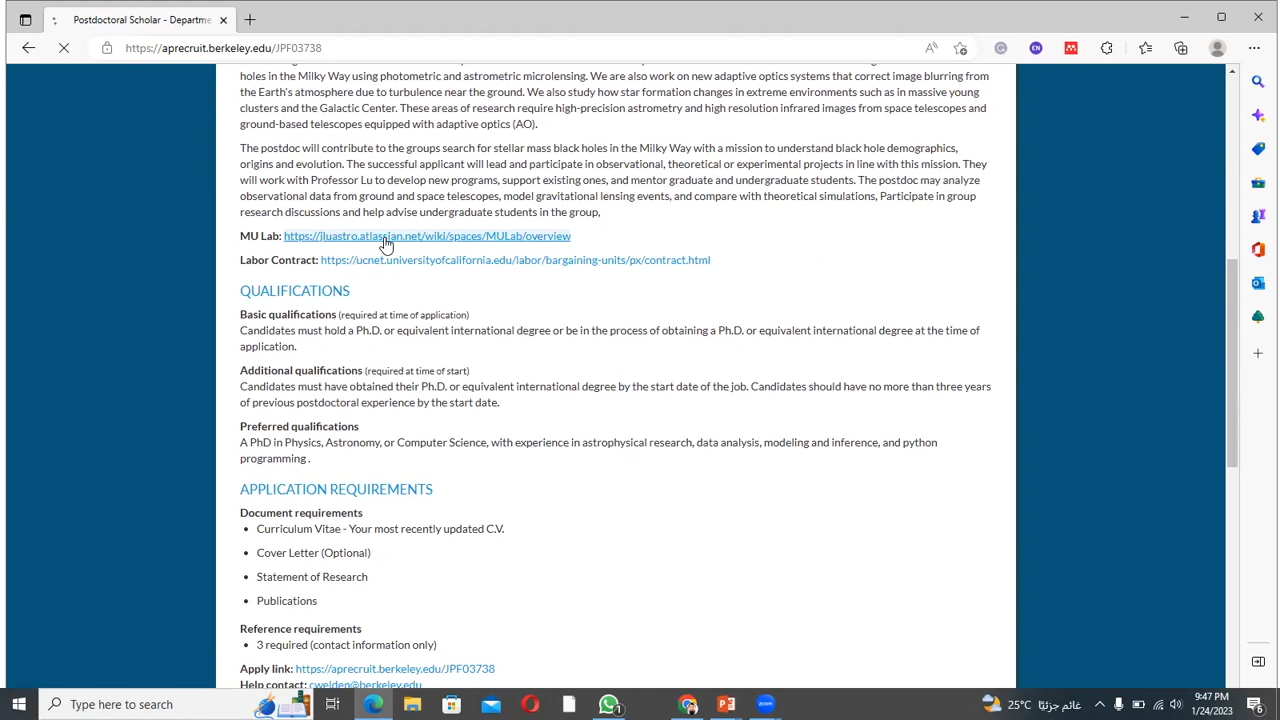 Postdoctoral Scholar - Departme
https://aprecruit.berkeley.edu/JPF03738
holes in the Milky Way using photometric and astrometric microlensing. We are also work on new adaptive optics systems that correct image blurring from
the Earth's atmosphere due to turbulence near the ground. We also study how star formation changes in extreme environments such as in massive young
clusters and the Galactic Center. These areas of research require high-precision astrometry and high resolution infrared images from space telescopes and
ground-based telescopes equipped with adaptive optics (AO).
The postdoc will contribute to the groups search for stellar mass black holes in the Milky Way with a mission to understand black hole demographics,
origins and evolution. The successful applicant will lead and participate in observational, theoretical or experimental projects in line with this mission. They
will work with Professor Lu to develop new programs, support existing ones, and mentor graduate and undergraduate students. The postdoc may analyze
observational data from ground and space telescopes, model gravitational lensing events, and compare with theoretical simulations, Participate in group
research discussions and help advise undergraduate students in the group,
MU Lab: https://jluastro.atlassian.net/wiki/spaces/MULab/overview
Labor Contract: https://ucnet.universityofcalifornia.edu/labor/bargaining-units/px/contract.html
QUALIFICATIONS
Basic qualifications (required at time of application)
Candidates must hold a Ph.D. or equivalent international degree or be in the process of obtaining a Ph.D. or equivalent international degree at the time of
application.
Additional qualifications (required at time of start)
Candidates must have obtained their Ph.D. or equivalent international degree by the start date of the job. Candidates should have no more than three years
of previous postdoctoral experience by the start date.
Preferred qualifications
A PhD in Physics, Astronomy, or Computer Science, with experience in astrophysical research, data analysis, modeling and inference, and python
programming .
APPLICATION REQUIREMENTS
Document requirements
• Curriculum Vitae - Your most recently updated C.V.
• Cover Letter (Optional)
• Statement of Research
• Publications
Reference requirements
• 3 required (contact information only)
Apply link: https://aprecruit.berkeley.edu/JPF03738
Help contact: cwelden@berkeley.edu
Type here to search
25°C غائم جزئيًا
9:47 PM
1/24/2023